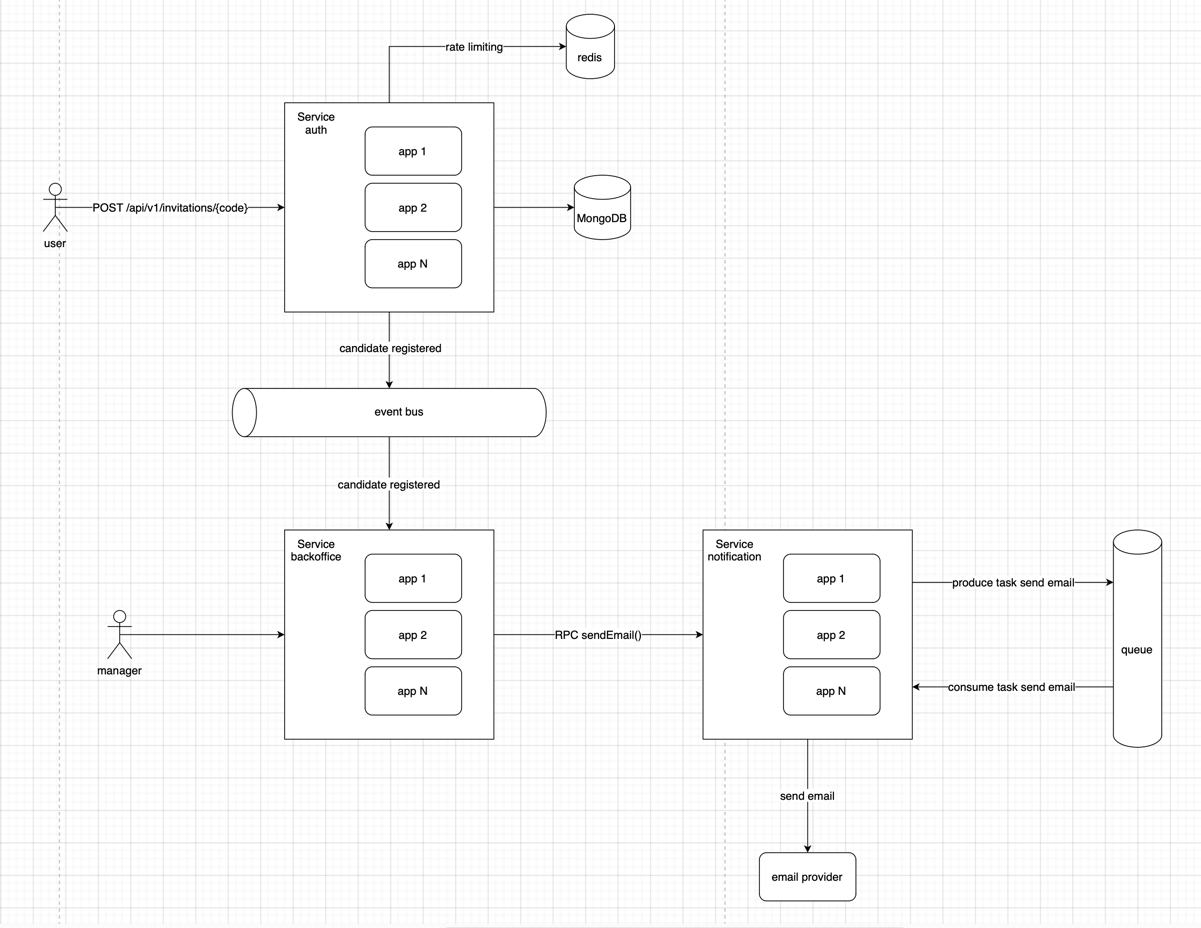 rate limiting
redis
Service
auth
app 1
app 2
app N
POST /api/v1/invitations/{code}
user
MongoDB
candidate registered
event bus
candidate registered
Service
backoffice
app 1
app 2
app N
manager
RPC sendEmail()
Service
notification
app 1
app 2
app N
produce task send email
queue
consume task send email
send email
email provider